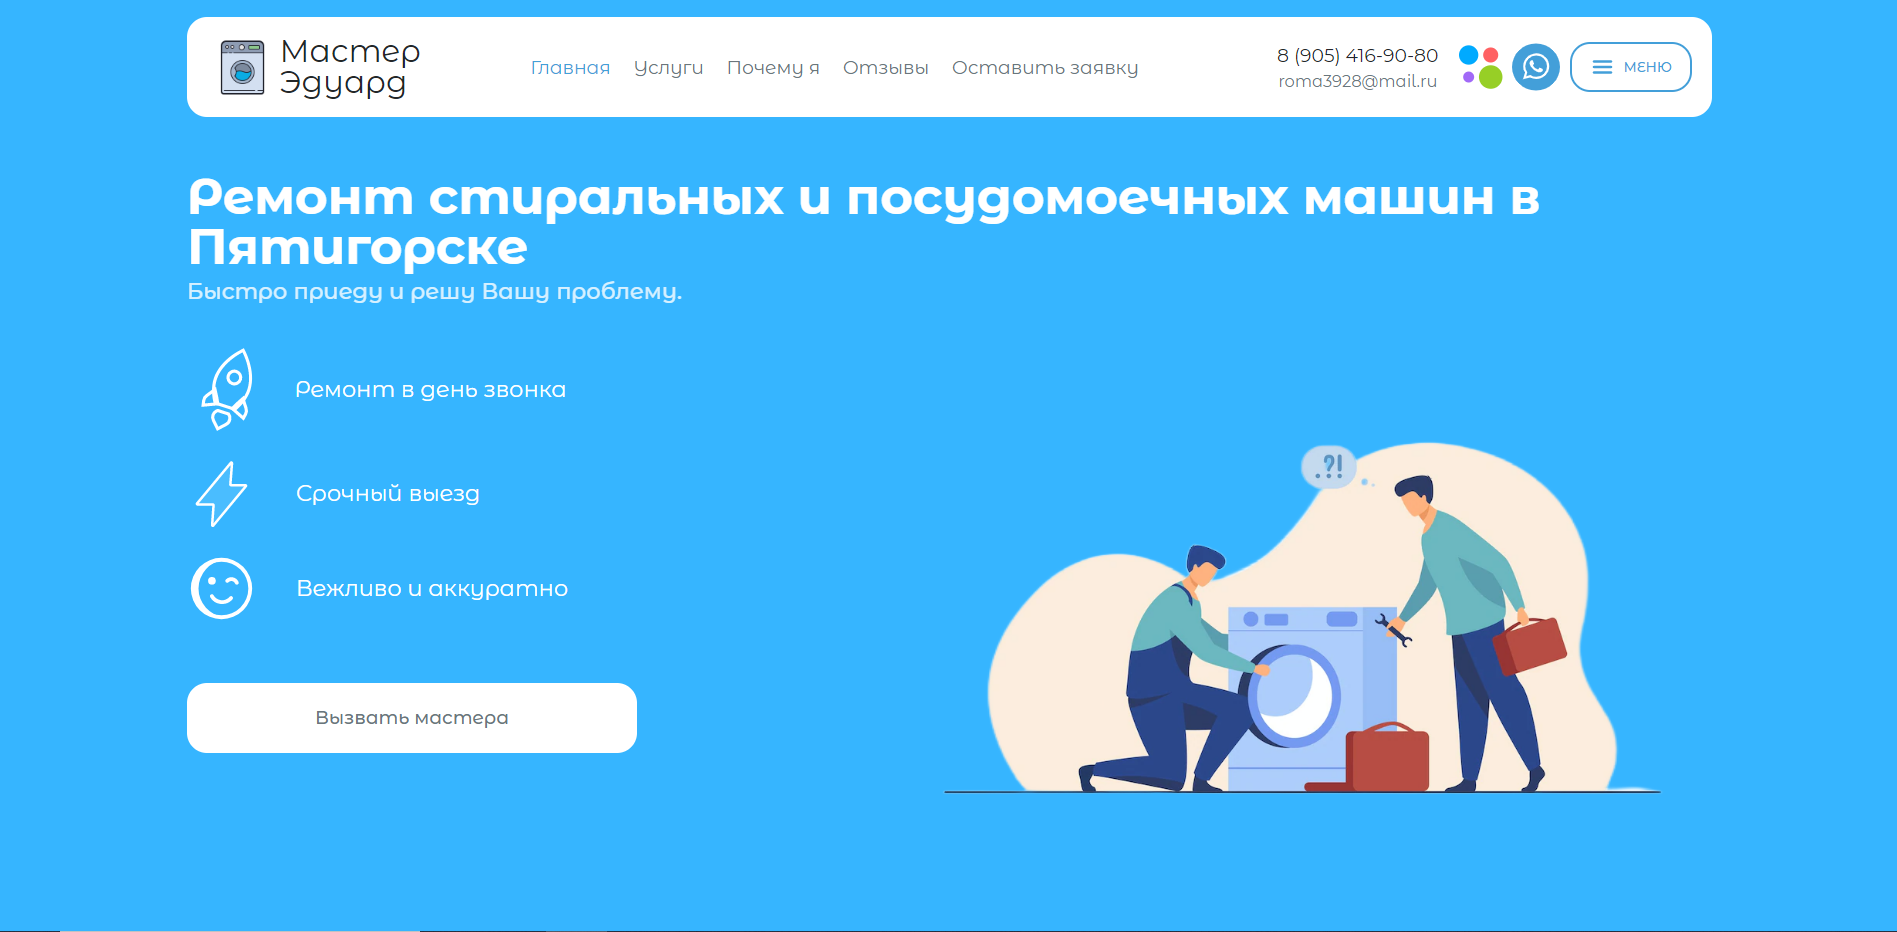 Мастер
Эдуард
Главная Услуги Почему я Отзывы Оставить заявку
8 (905) 416-90-80
roma3928@mail.ru
МЕНЮ
Ремонт стиральных и посудомоечных машин в
Пятигорске
Быстро приеду и решу Вашу проблему.
Ремонт в день звонка
Срочный выезд
Вежливо и аккуратно
Вызвать мастера
?!
...